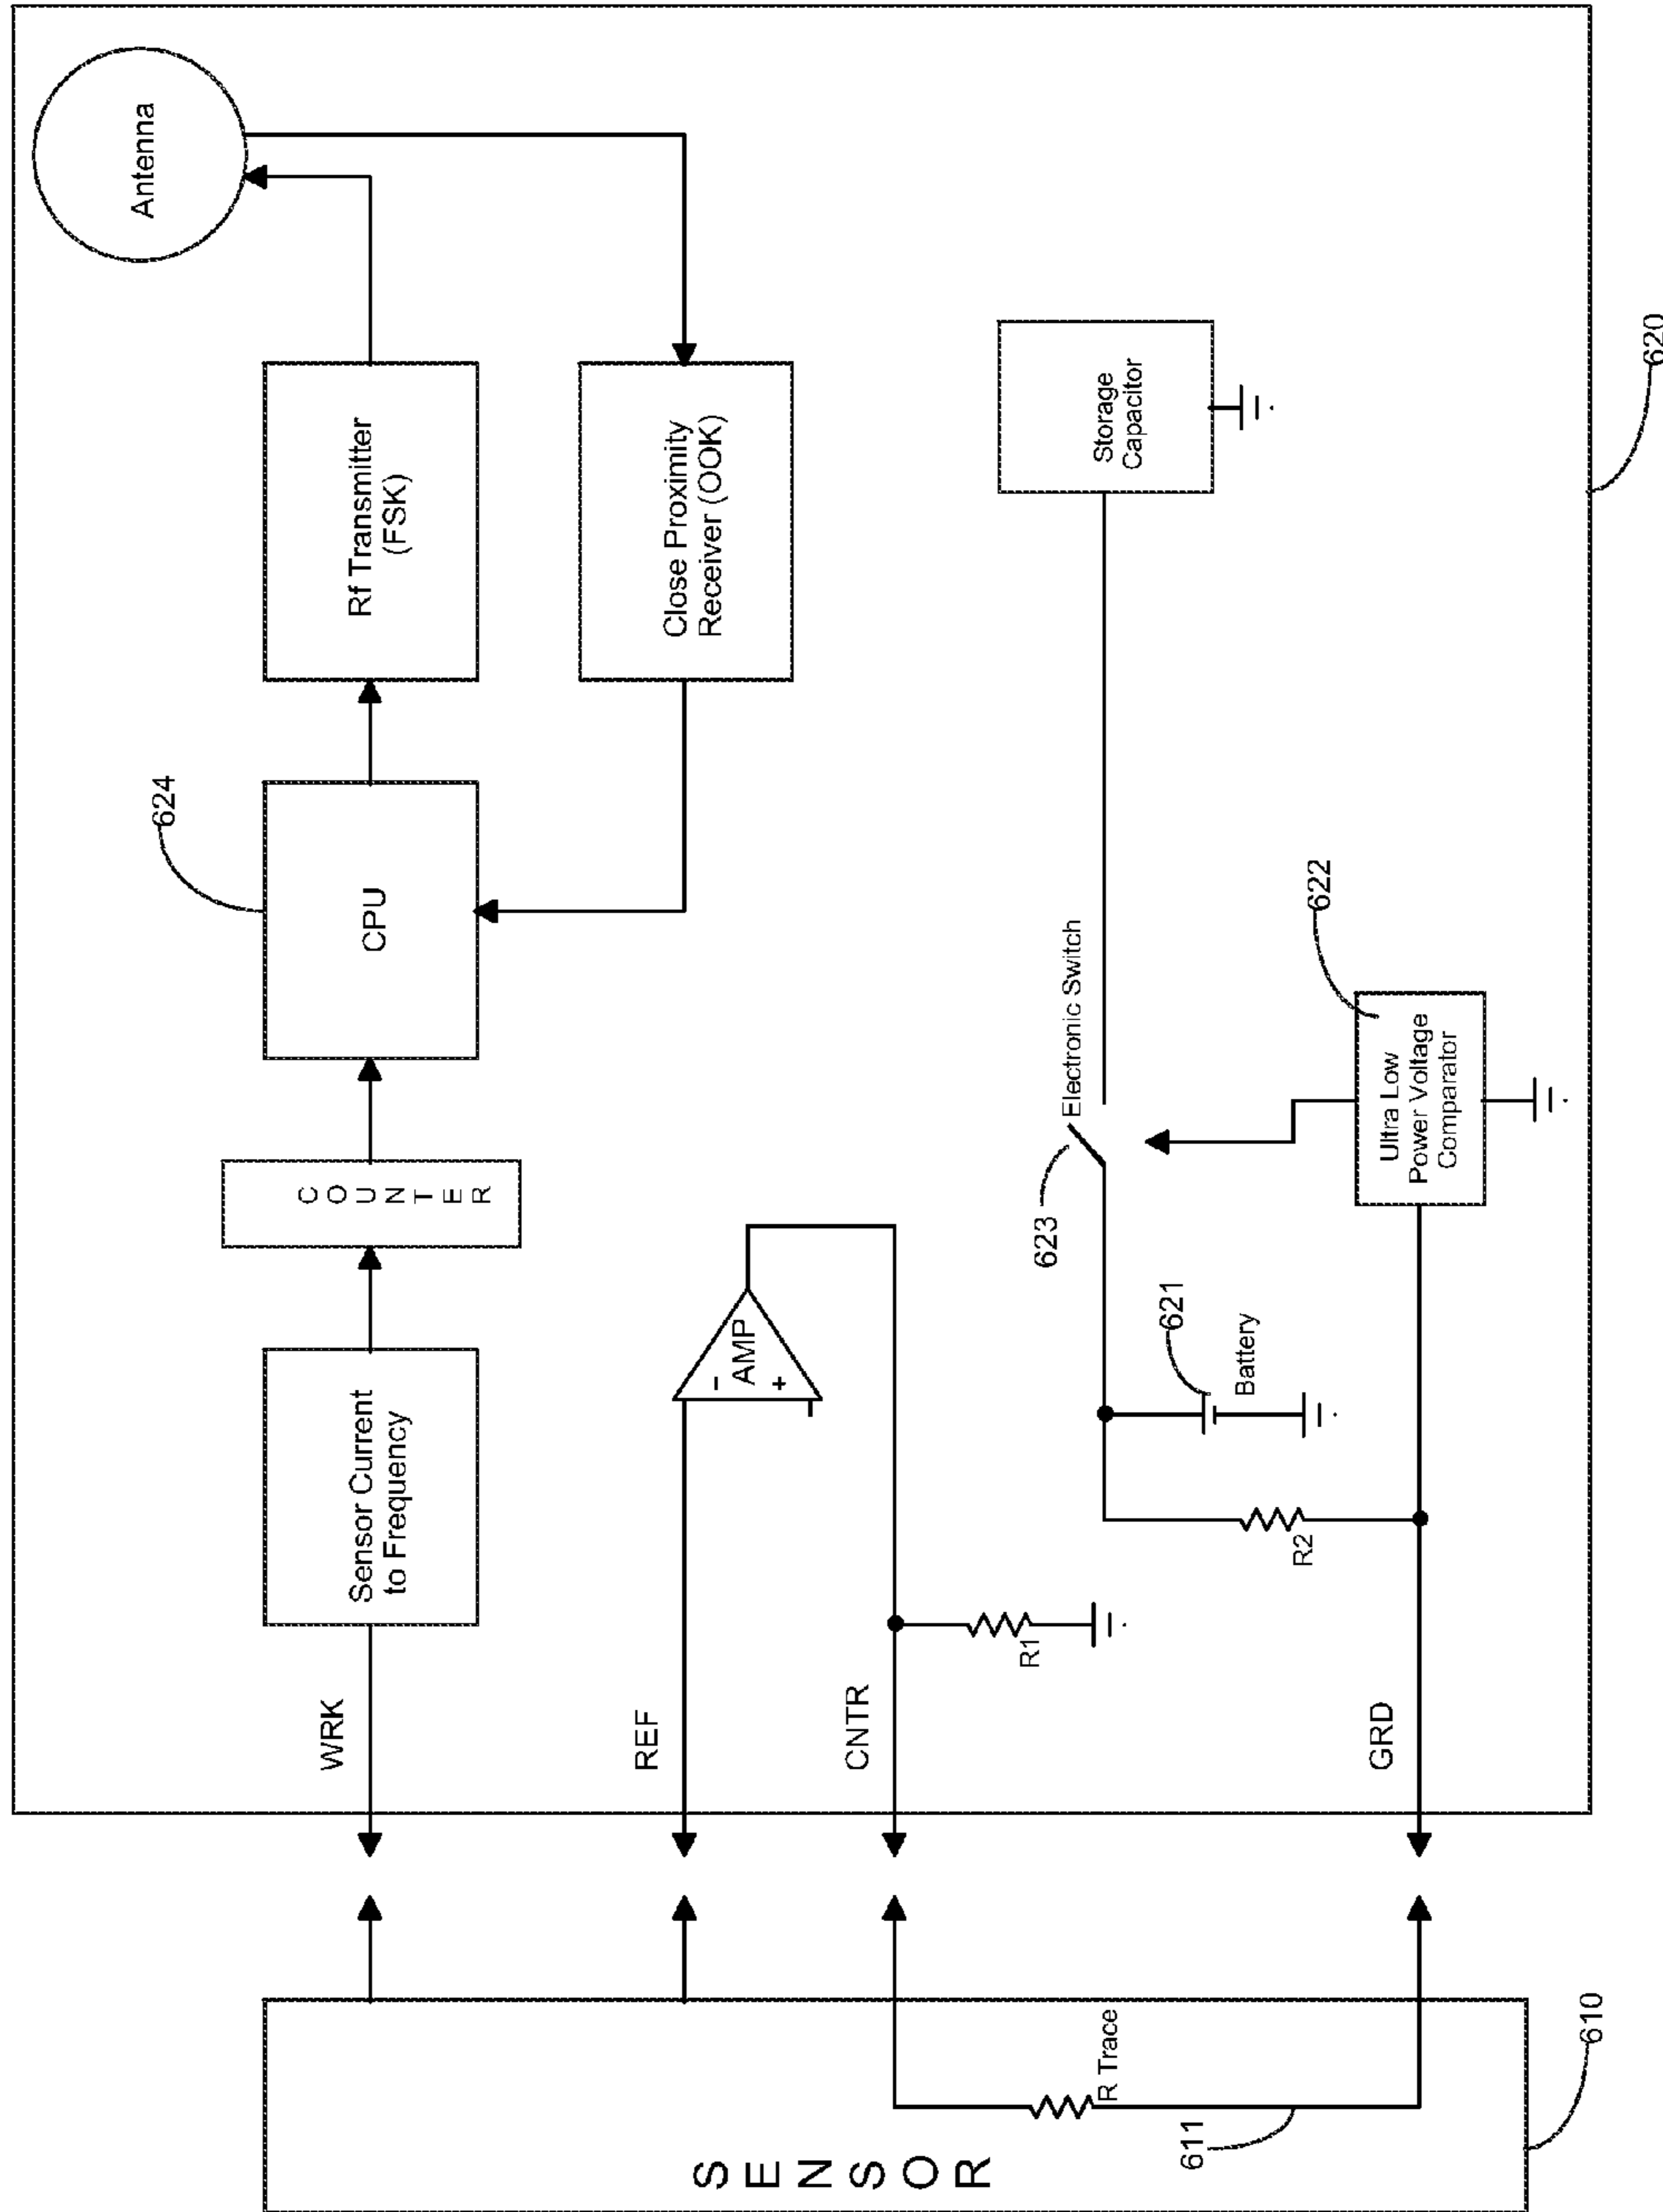 SENSOR
R Trace
611
610
WRK
REF
CNTR
GRD
Sensor Current
to Frequency
COUNTER
CPU
624
Rf Transmitter
(FSK)
Antenna
Close Proximity
Receiver (OOK)
-
AMP
+
R1
R2
621
Battery
623
Electronic Switch
Storage
Capacitor
Ultra Low
Power Voltage
Comparator
622
620